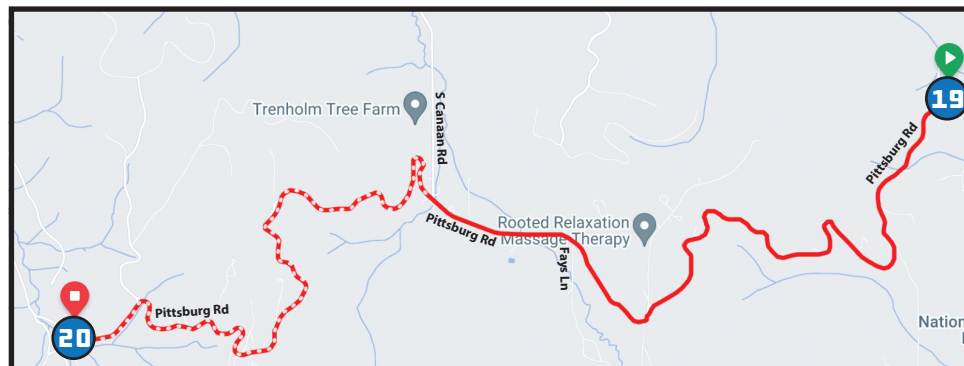 19
Pittsburg Rd
S Canaan Rd
Trenholm Tree Farm
Pittsburg Rd
Rooted Relaxation
Massage Therapy
Fays Ln
Pittsburg Rd
20
Nation